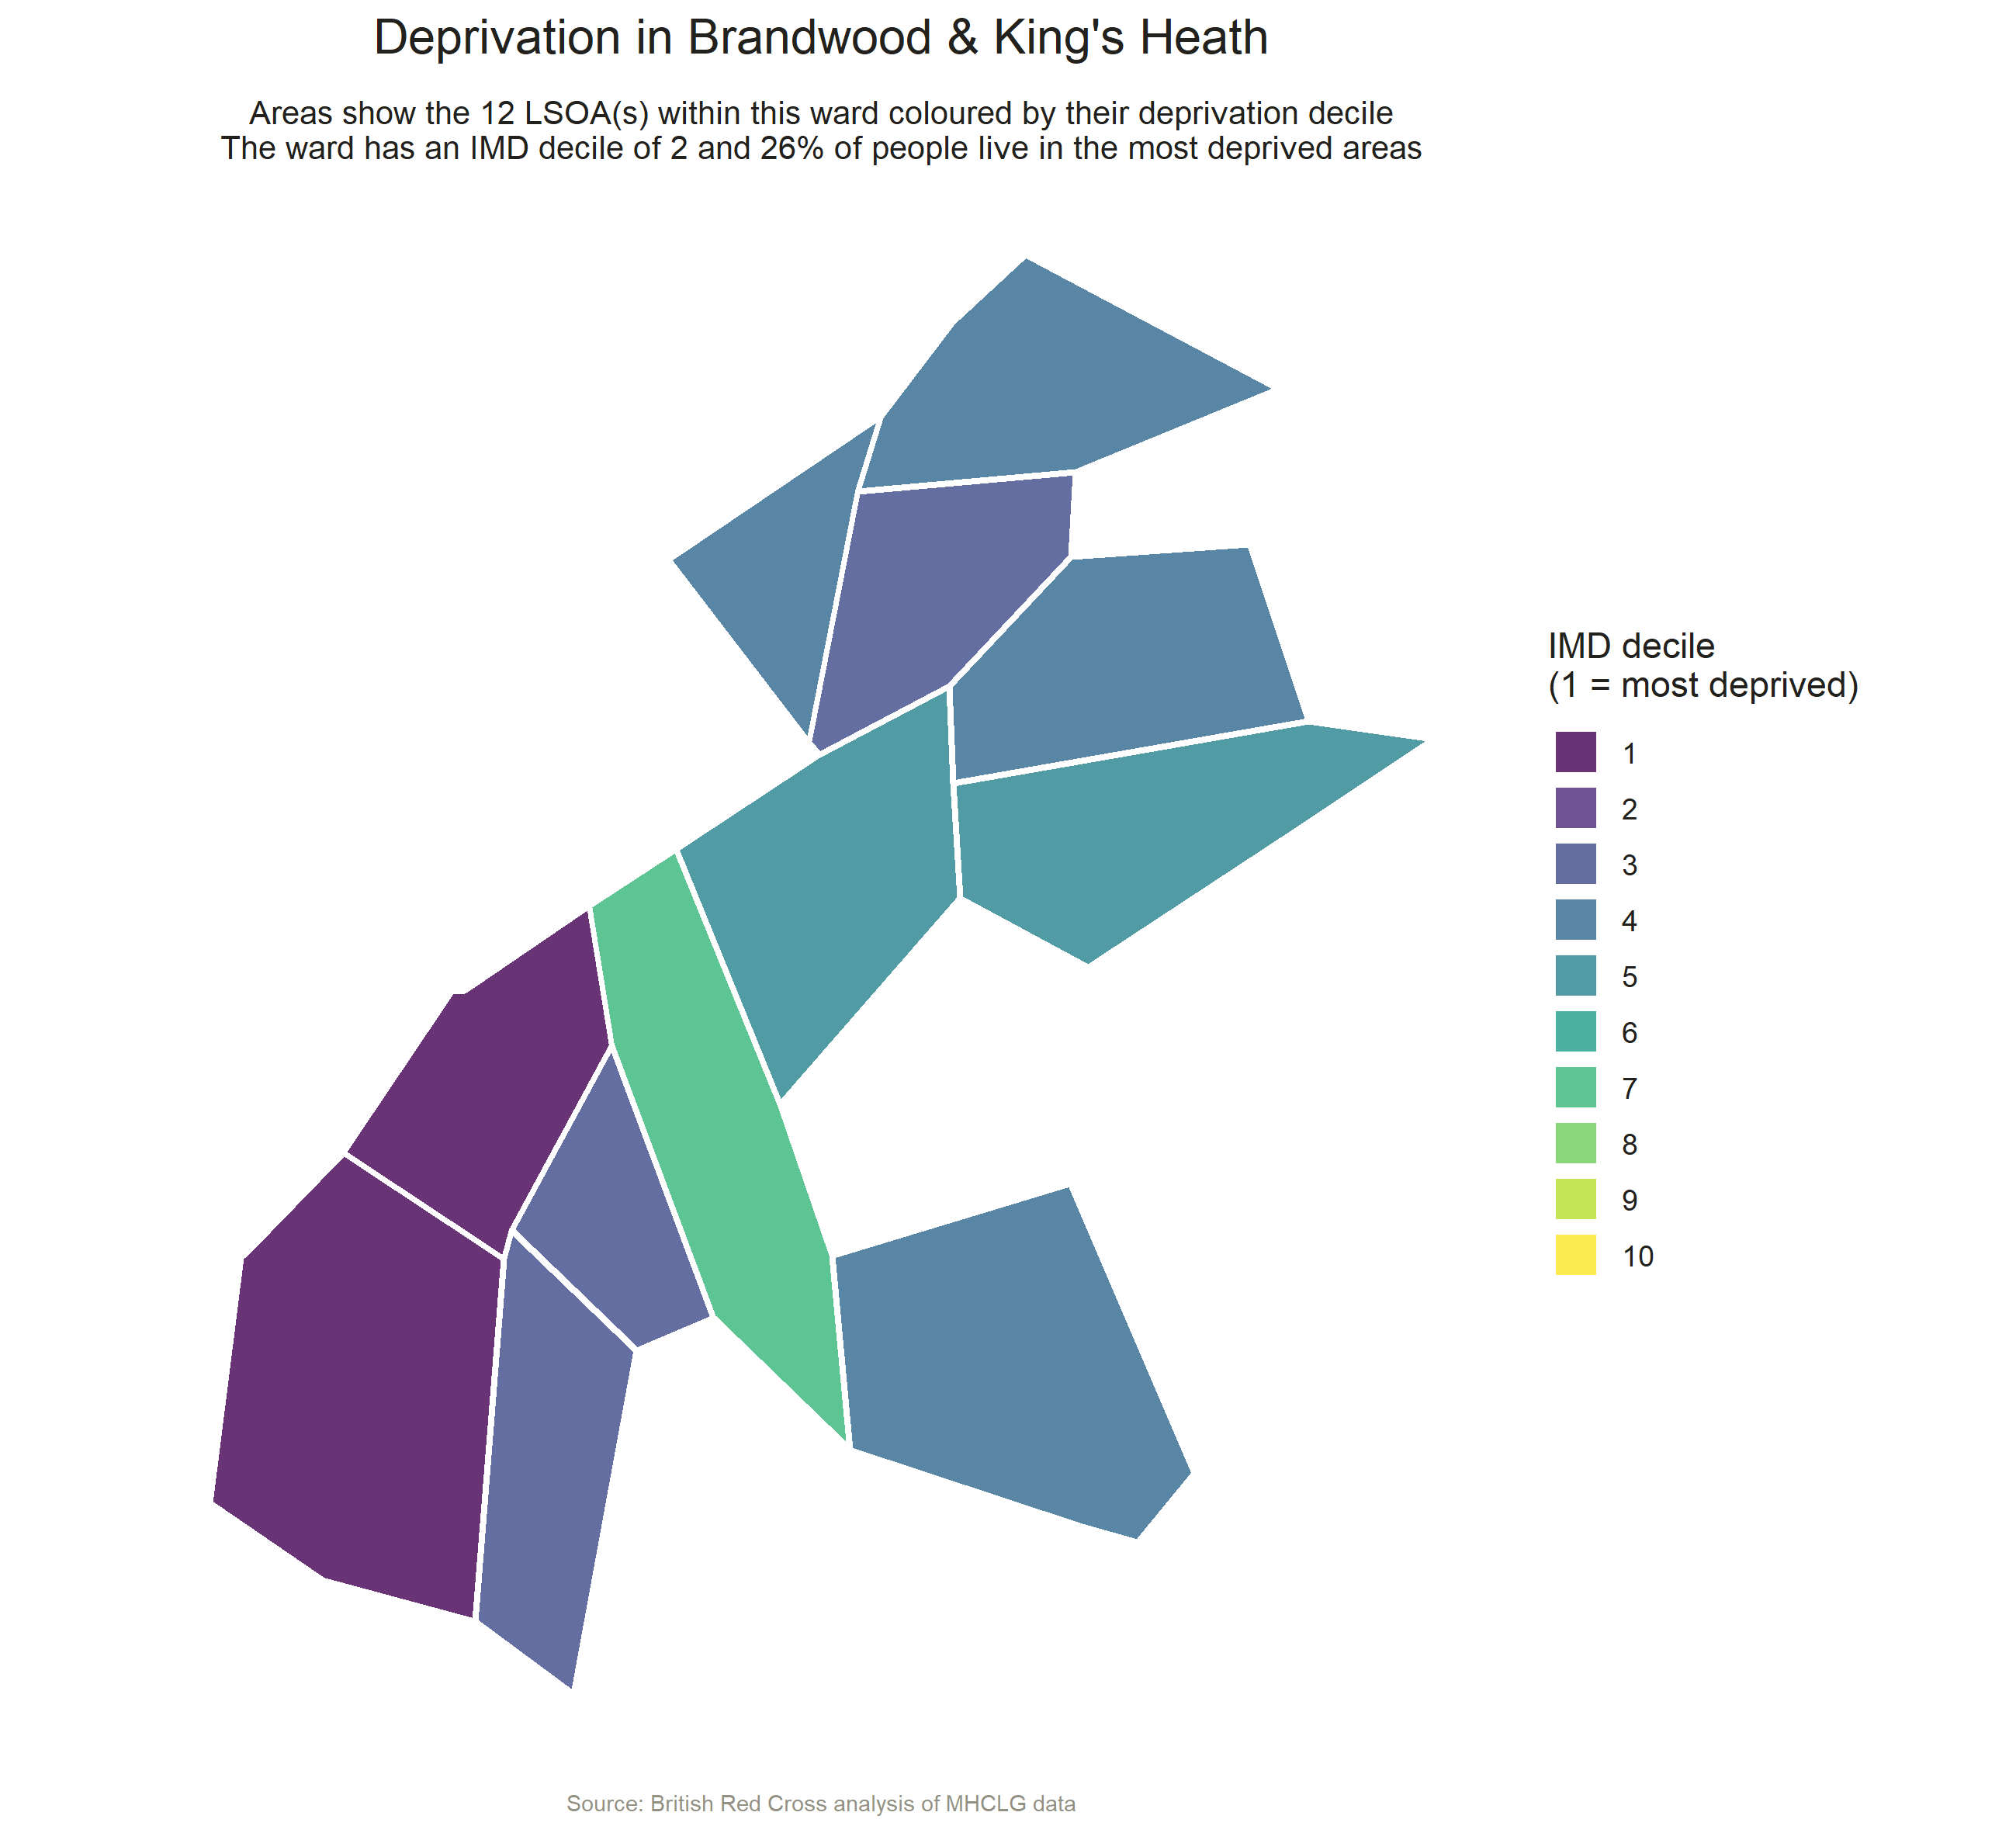 Deprivation in Brandwood & King's Heath
Areas show the 12 LSOA(s) within this ward coloured by their deprivation decile
The ward has an IMD decile of 2 and 26% of people live in the most deprived areas
IMD decile
(1 = most deprived)
1
2
3
4
5
6
7
8
9
10
Source: British Red Cross analysis of MHCLG data